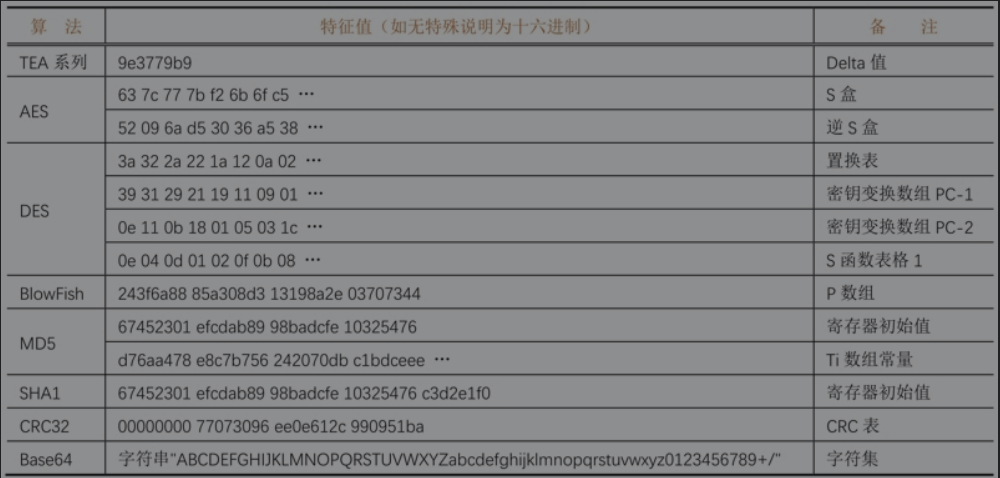 算 法 特征值（如无特殊说明为十六进制） 备 注
TEA 系列 9e3779b9 Delta 值
AES 63 7c 77 7b f2 6b 6f c5 … S 盒
52 09 6a d5 30 36 a5 38 … 逆 S 盒
DES 3a 32 2a 22 1a 12 0a 02 … 置换表
39 31 29 21 19 11 09 01 … 密钥变换数组 PC-1
0e 11 0b 18 01 05 03 1c … 密钥变换数组 PC-2
0e 04 0d 01 02 0f 0b 08 … S 函数表格 1
BlowFish 243f6a88 85a308d3 13198a2e 03707344 P 数组
MD5 67452301 efcdab89 98badcfe 10325476 寄存器初始值
d76aa478 e8c7b756 242070db c1bdceee … Ti 数组常量
SHA1 67452301 efcdab89 98badcfe 10325476 c3d2e1f0 寄存器初始值
CRC32 00000000 77073096 ee0e612c 990951ba CRC 表
Base64 字符串"ABCDEFGHIJKLMNOPQRSTUVWXYZabcdefghijklmnopqrstuvwxyz0123456789+/" 字符集